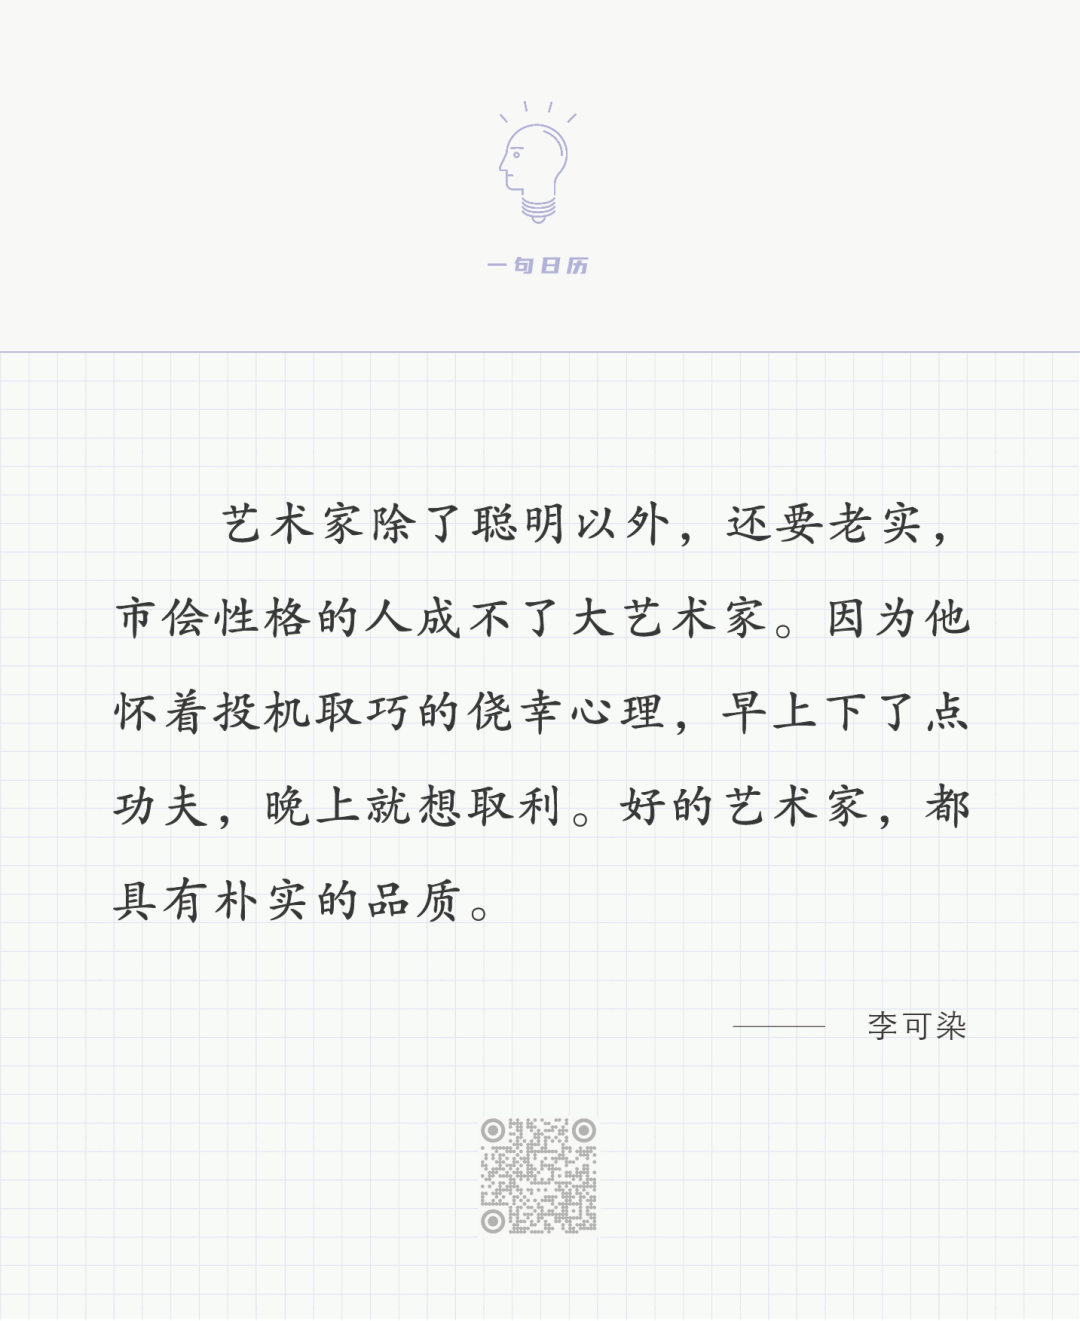 一句日历
艺术家除了聪明以外，还要老实，
市侩性格的人成不了大艺术家。因为他
怀着投机取巧的侥幸心理，早上下了点
功夫，晚上就想取利。好的艺术家，都
具有朴实的品质。
—— 李可染